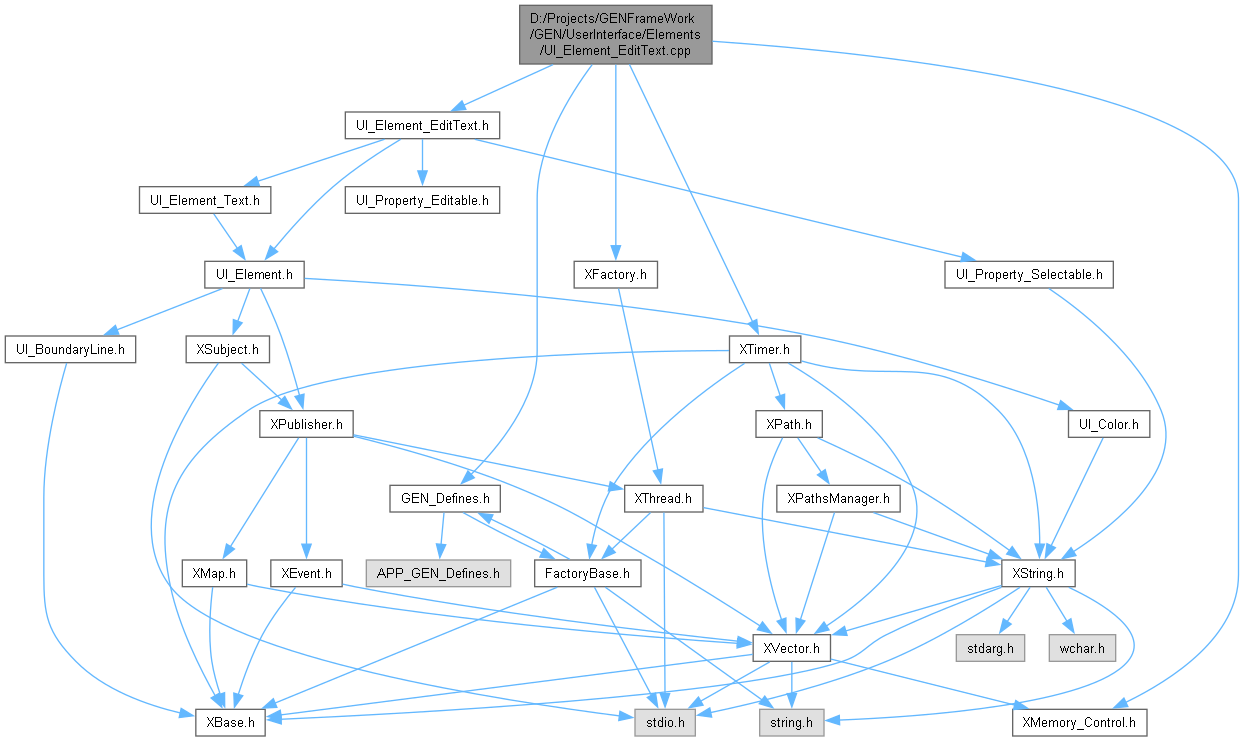 D:/Projects/GENFrameWork
/GEN/UserInterface/Elements
/UI_Element_EditText.cpp
UI_Element_EditText.h
UI_Element_Text.h
UI_Property_Editable.h
UI_Element.h
XFactory.h
UI_Property_Selectable.h
UI_BoundaryLine.h
XSubject.h
XTimer.h
XPublisher.h
XPath.h
UI_Color.h
GEN_Defines.h
XThread.h
XPathsManager.h
XMap.h
XEvent.h
APP_GEN_Defines.h
FactoryBase.h
XString.h
XVector.h
stdarg.h
wchar.h
XBase.h
stdio.h
string.h
XMemory_Control.h